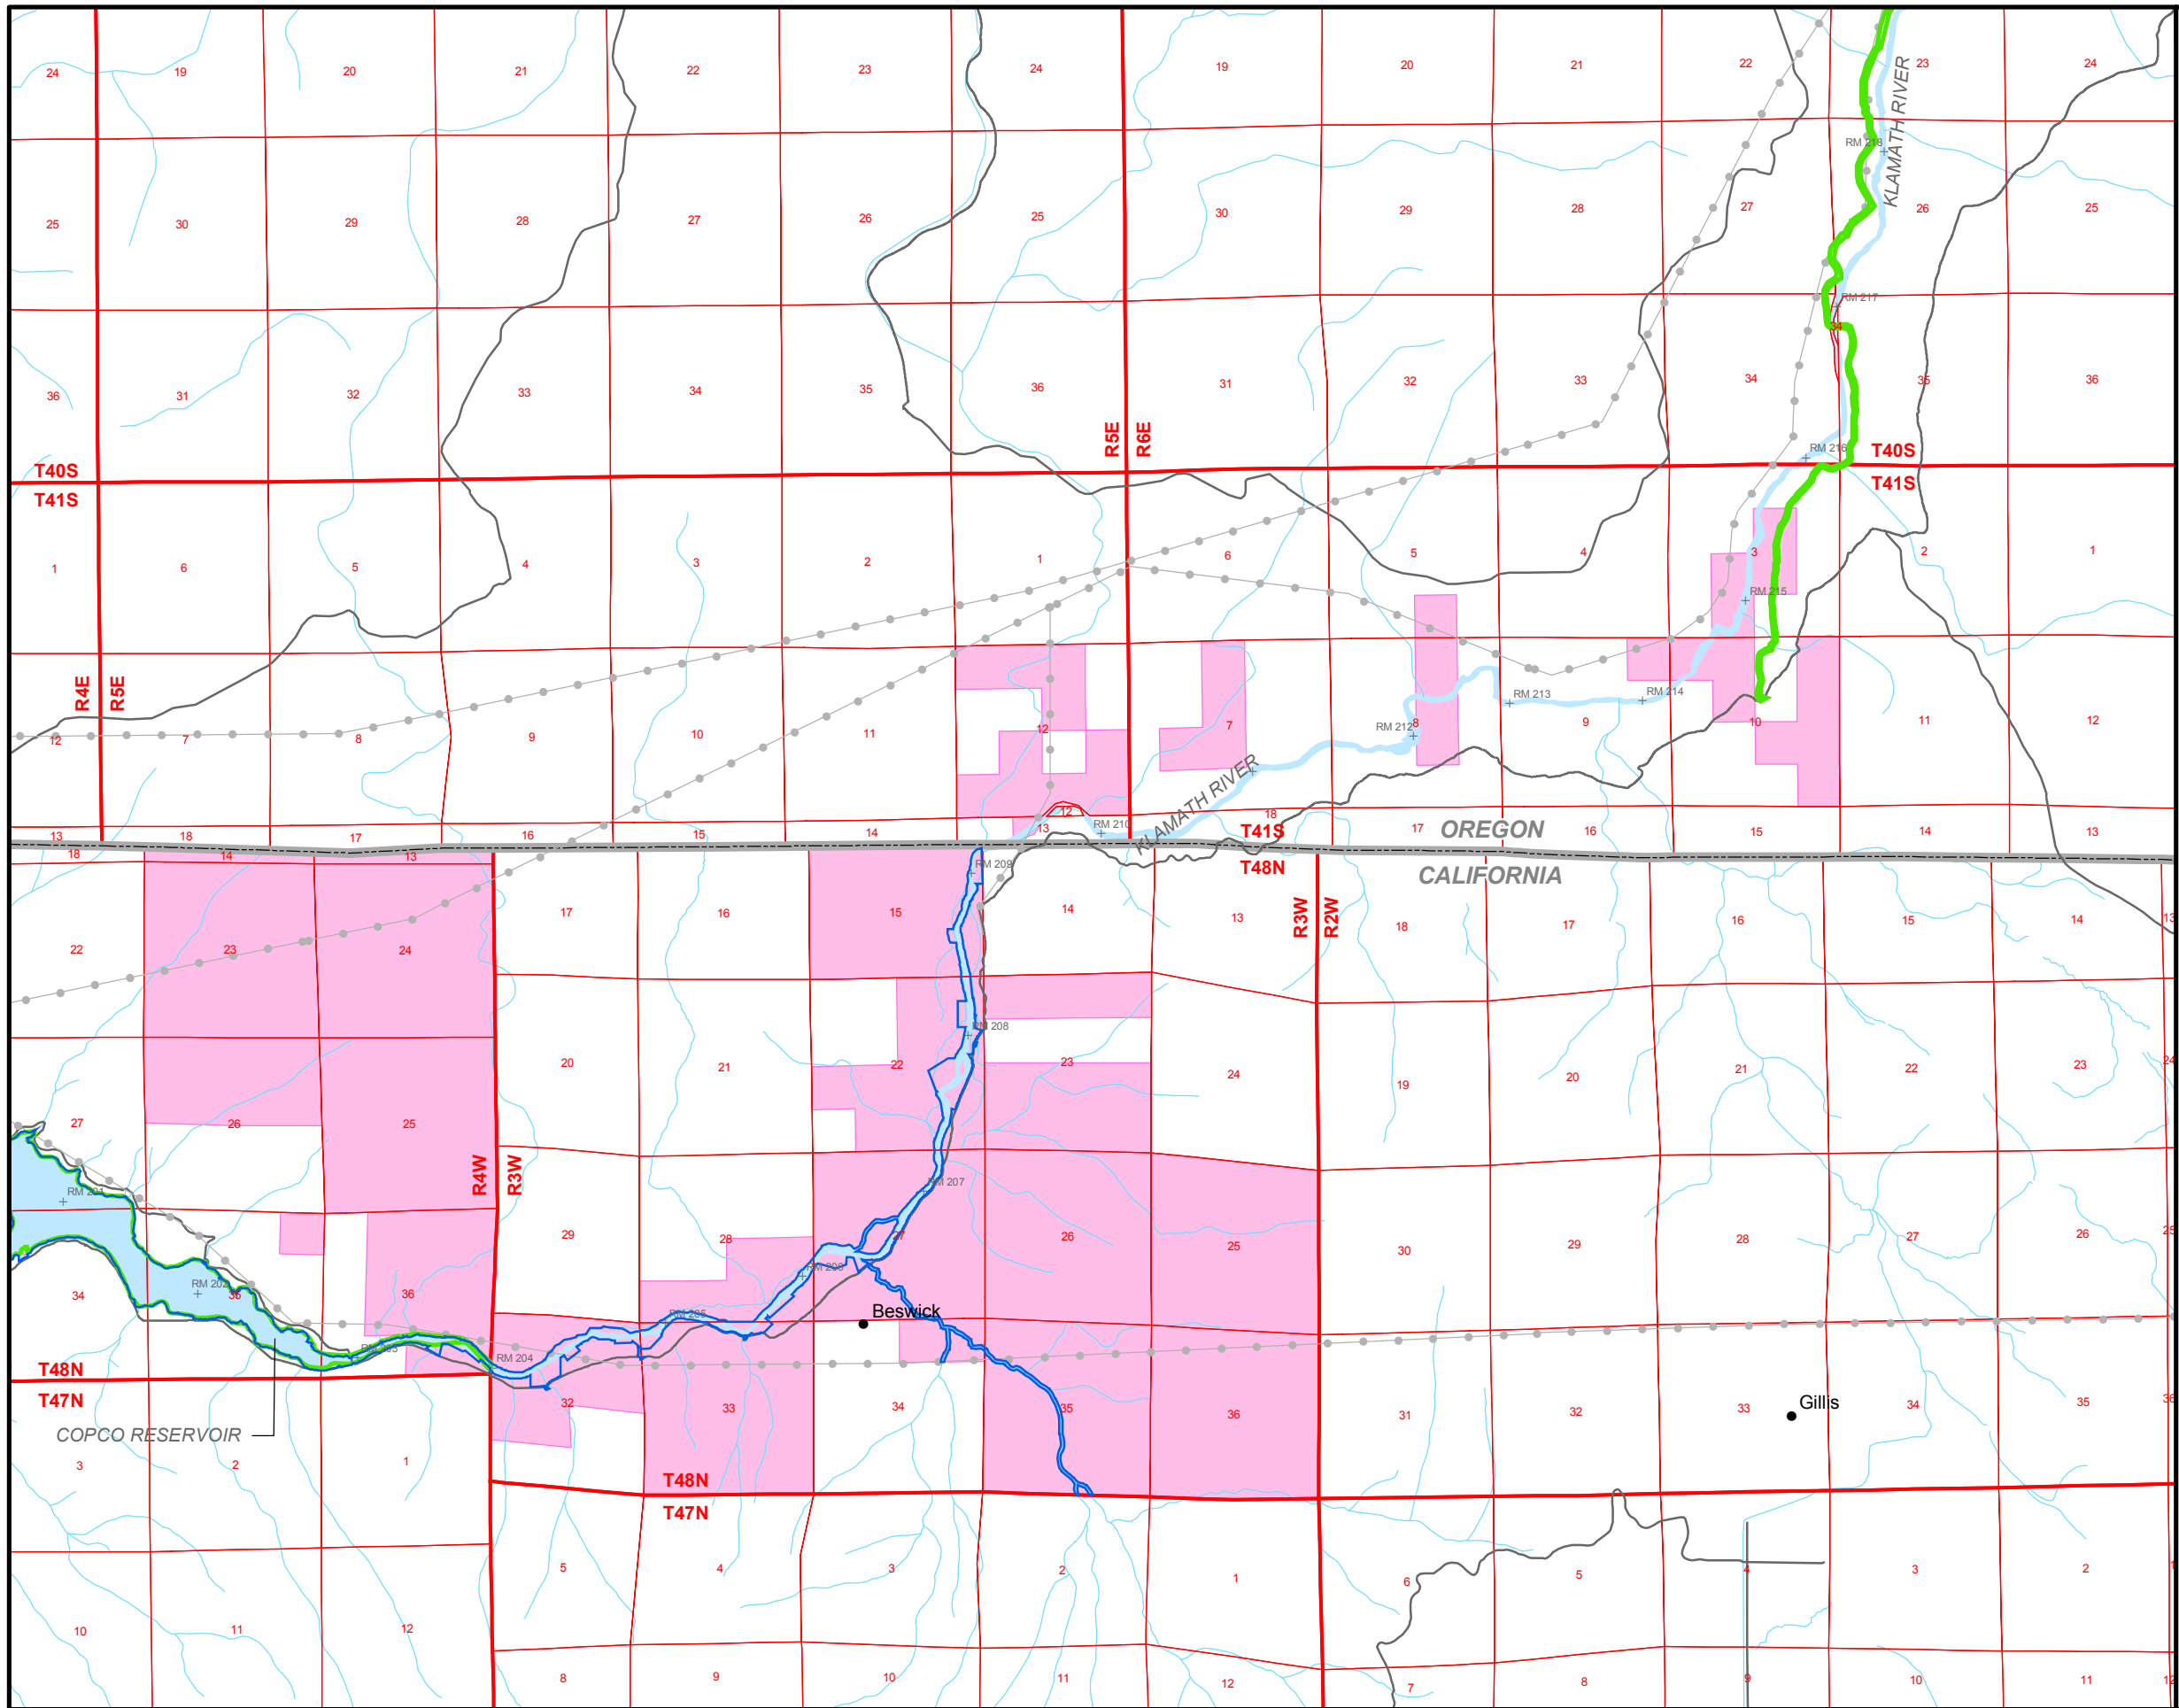 24 19 20 21 22 23 24 19 20 21 22 23 24
KLAMATH RIVER
RM 218
25 30 29 28 27 26 25 30 29 28 27 26 25
RM 217
34
36 31 32 33 34 35 36 31 32 33 34 35 36
R5E R6E
RM 216
T40S T40S
T41S T41S
1 6 5 4 3 2 1 6 5 4 3 2 1
RM 215
R4E R5E
RM 213 RM 214
12 7 8 9 10 11 12 7 8 9 10 11 12
RM 212
KLAMATH RIVER
13 18 17 16 15 14 13 12 18 17 16 15 14 13
RM 210
T41S OREGON
T48N CALIFORNIA
18 14 13
RM 209
R3W R2W
22 23 24 17 16 15 14 13 18 17 16 15 14 13
RM 208
27 26 25 20 21 22 23 24 19 20 21 22 23 24
R4W R3W
RM 201 RM 207
29 28 27 26 25 30 29 28 27 26 25
RM 202 RM 206
34 35 36
RM 205
Beswick
RM 203 RM 204
T48N
T47N
32 33 34 35 36 31 32 33 34 35 36
Gillis
COPCO RESERVOIR
3 2 1
T48N
T47N
5 4 3 2 1 6 5 4 3 2
10 11 12
8 9 10 11 12 7 8 9 10 11